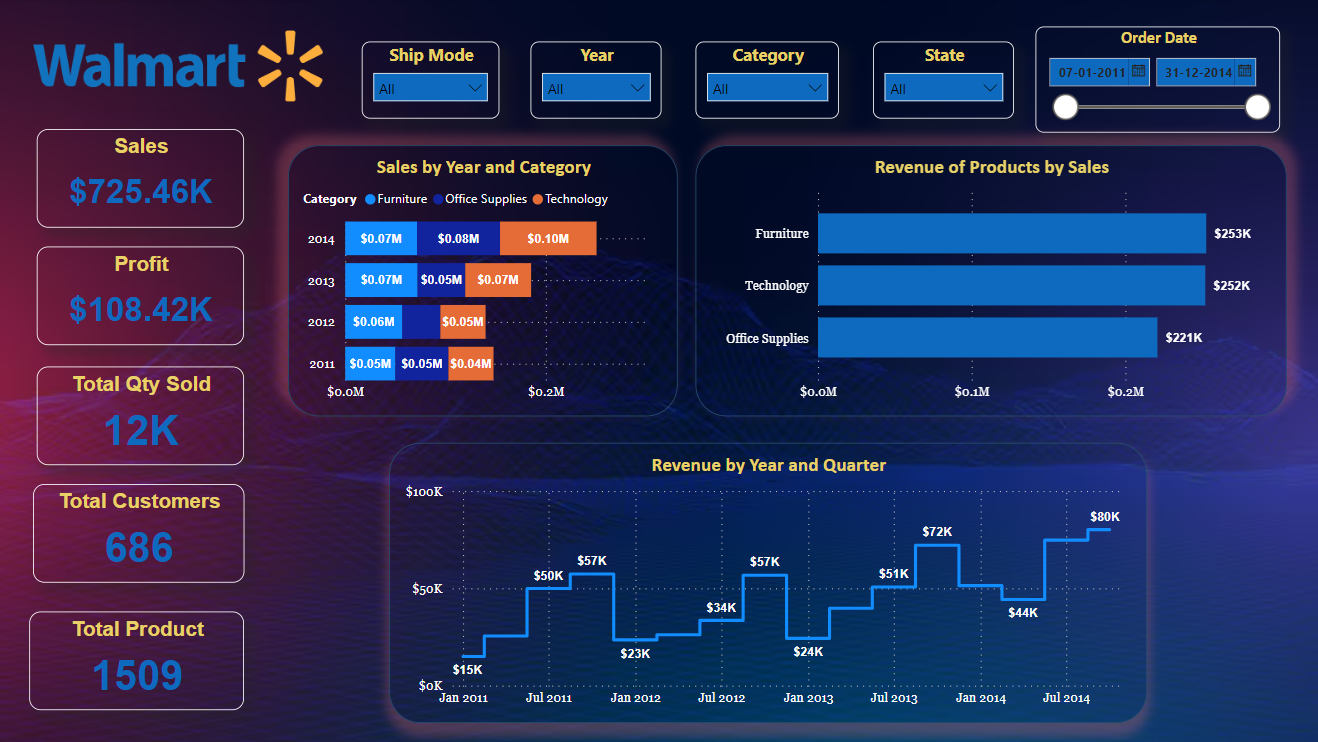 Walmart
Ship Mode
All
Year
All
Category
All
State
All
Order Date
07-01-2011
31-12-2014
Sales
$725.46K
Profit
$108.42K
Total Qty Sold
12K
Total Customers
686
Total Product
1509
Sales by Year and Category
Category Furniture Office Supplies Technology
2014 $0.07M $0.08M $0.10M
2013 $0.07M $0.05M $0.07M
2012 $0.06M $0.05M
2011 $0.05M $0.05M $0.04M
$0.0M $0.2M
Revenue of Products by Sales
Furniture $253K
Technology $252K
Office Supplies $221K
$0.0M $0.1M $0.2M
Revenue by Year and Quarter
$100K
$80K
$72K
$57K $57K
$50K $51K
$50K
$34K
$44K
$23K $24K
$15K
$0K
Jan 2011 Jul 2011 Jan 2012 Jul 2012 Jan 2013 Jul 2013 Jan 2014 Jul 2014